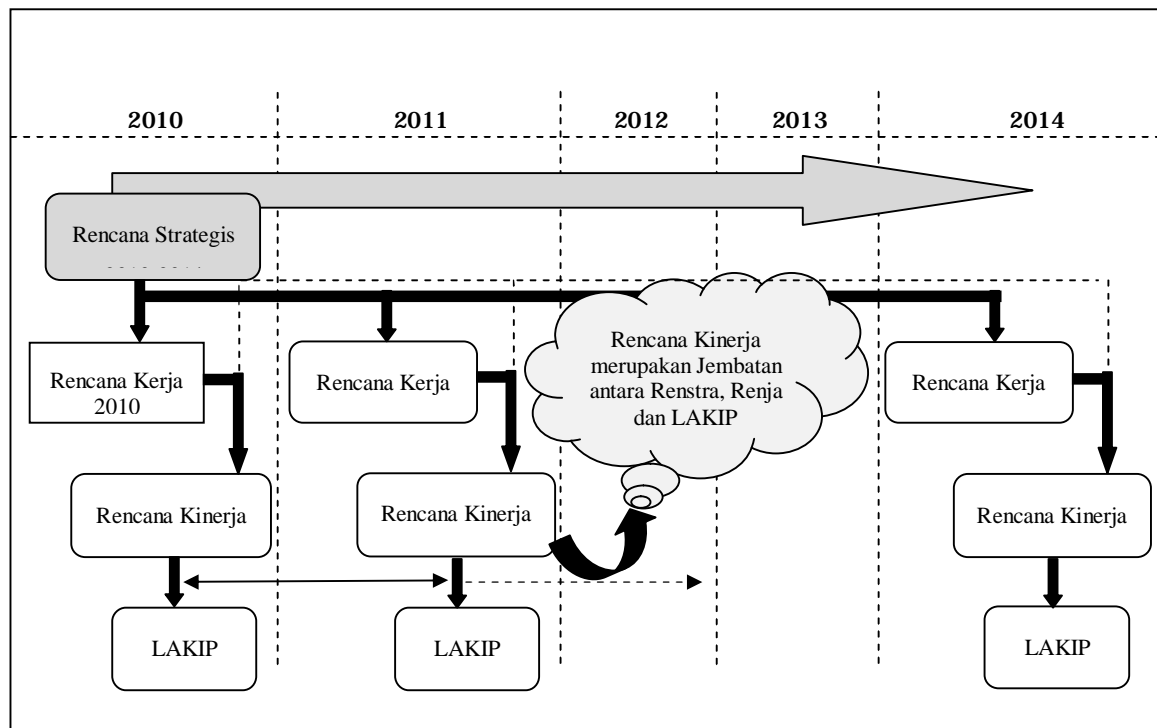 2010
2011
2012
2013
2014
Rencana Strategis
Rencana Kerja
2010
Rencana Kerja
Rencana Kinerja
merupakan Jembatan
antara Renstra, Renja
dan LAKIP
Rencana Kerja
Rencana Kinerja
Rencana Kinerja
Rencana Kinerja
LAKIP
LAKIP
LAKIP